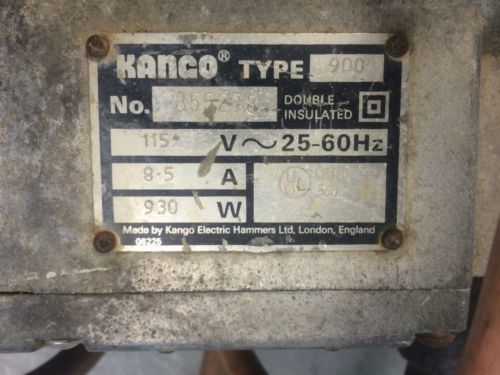 KANGO® TYPE 900
No. DOUBLE INSULATED
115 V ~ 25-60Hz
8·5 A
930 W
Made by Kango Electric Hammers Ltd, London, England
06225